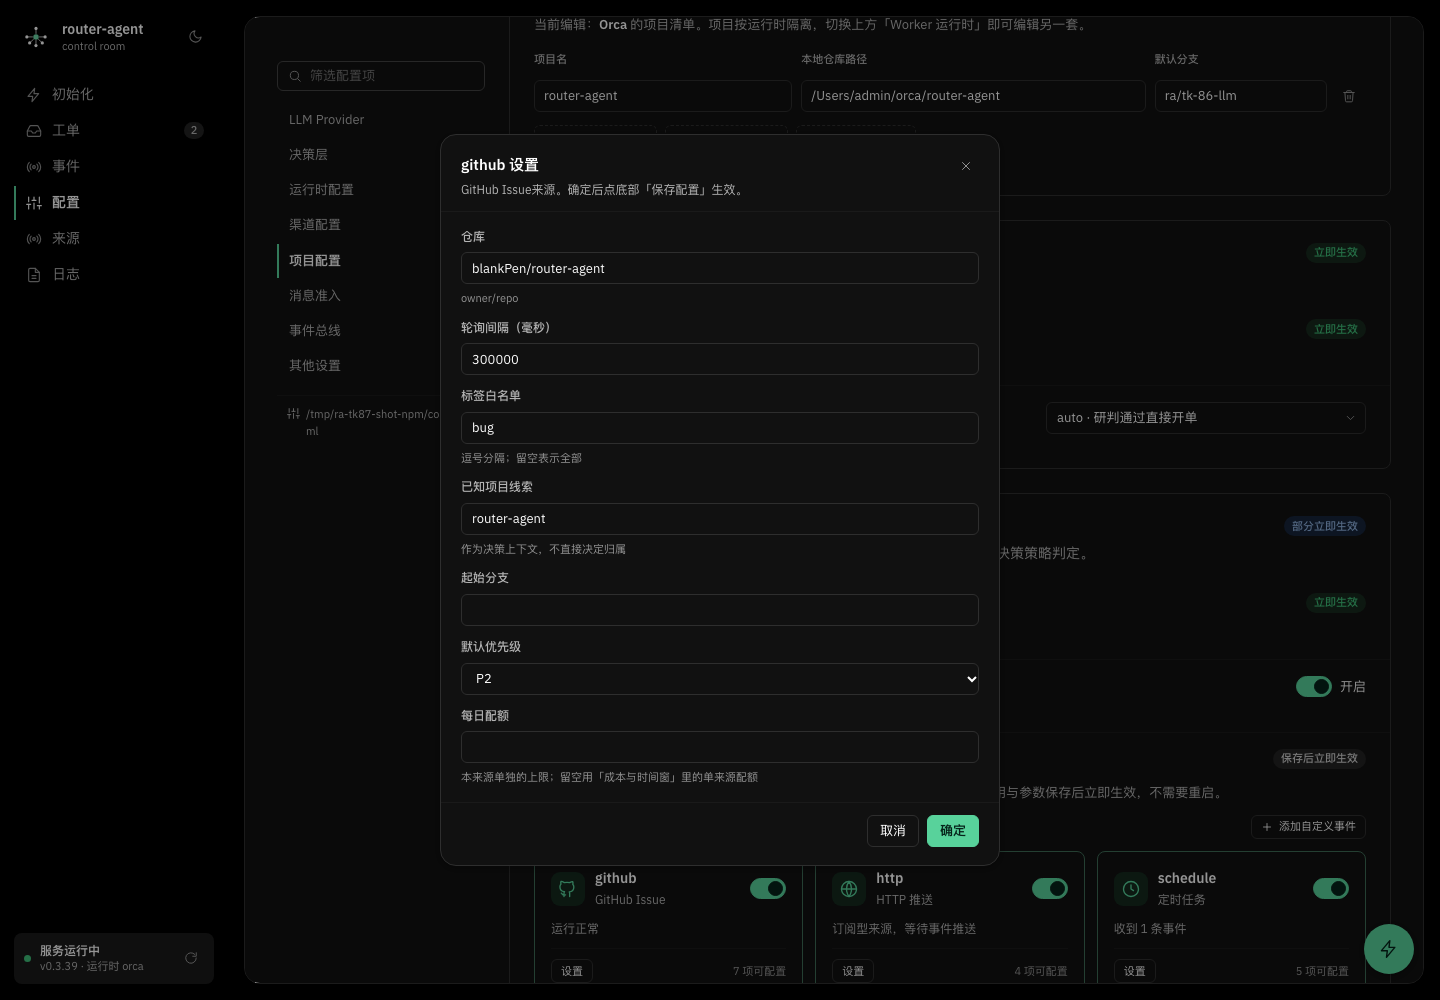 router-agent
control room
初始化
工单
2
事件
配置
来源
日志
服务运行中
v0.3.39 · 运行时 orca
筛选配置项
LLM Provider
决策层
运行时配置
渠道配置
项目配置
消息准入
事件总线
其他设置
/tmp/ra-tk87-shot-npm/co
ml
当前编辑：Orca 的项目清单。项目按运行时隔离，切换上方「Worker 运行时」即可编辑另一套。
项目名
本地仓库路径
默认分支
router-agent
/Users/admin/orca/router-agent
ra/tk-86-llm
立即生效
立即生效
auto · 研判通过直接开单
部分立即生效
决策策略判定。
立即生效
开启
保存后立即生效
用与参数保存后立即生效，不需要重启。
添加自定义事件
github 设置
GitHub Issue来源。确定后点底部「保存配置」生效。
仓库
blankPen/router-agent
owner/repo
轮询间隔（毫秒）
300000
标签白名单
bug
逗号分隔；留空表示全部
已知项目线索
router-agent
作为决策上下文，不直接决定归属
起始分支
默认优先级
P2
每日配额
本来源单独的上限；留空用「成本与时间窗」里的单来源配额
取消
确定
github
GitHub Issue
运行正常
设置
7 项可配置
http
HTTP 推送
订阅型来源，等待事件推送
设置
4 项可配置
schedule
定时任务
收到 1 条事件
设置
5 项可配置